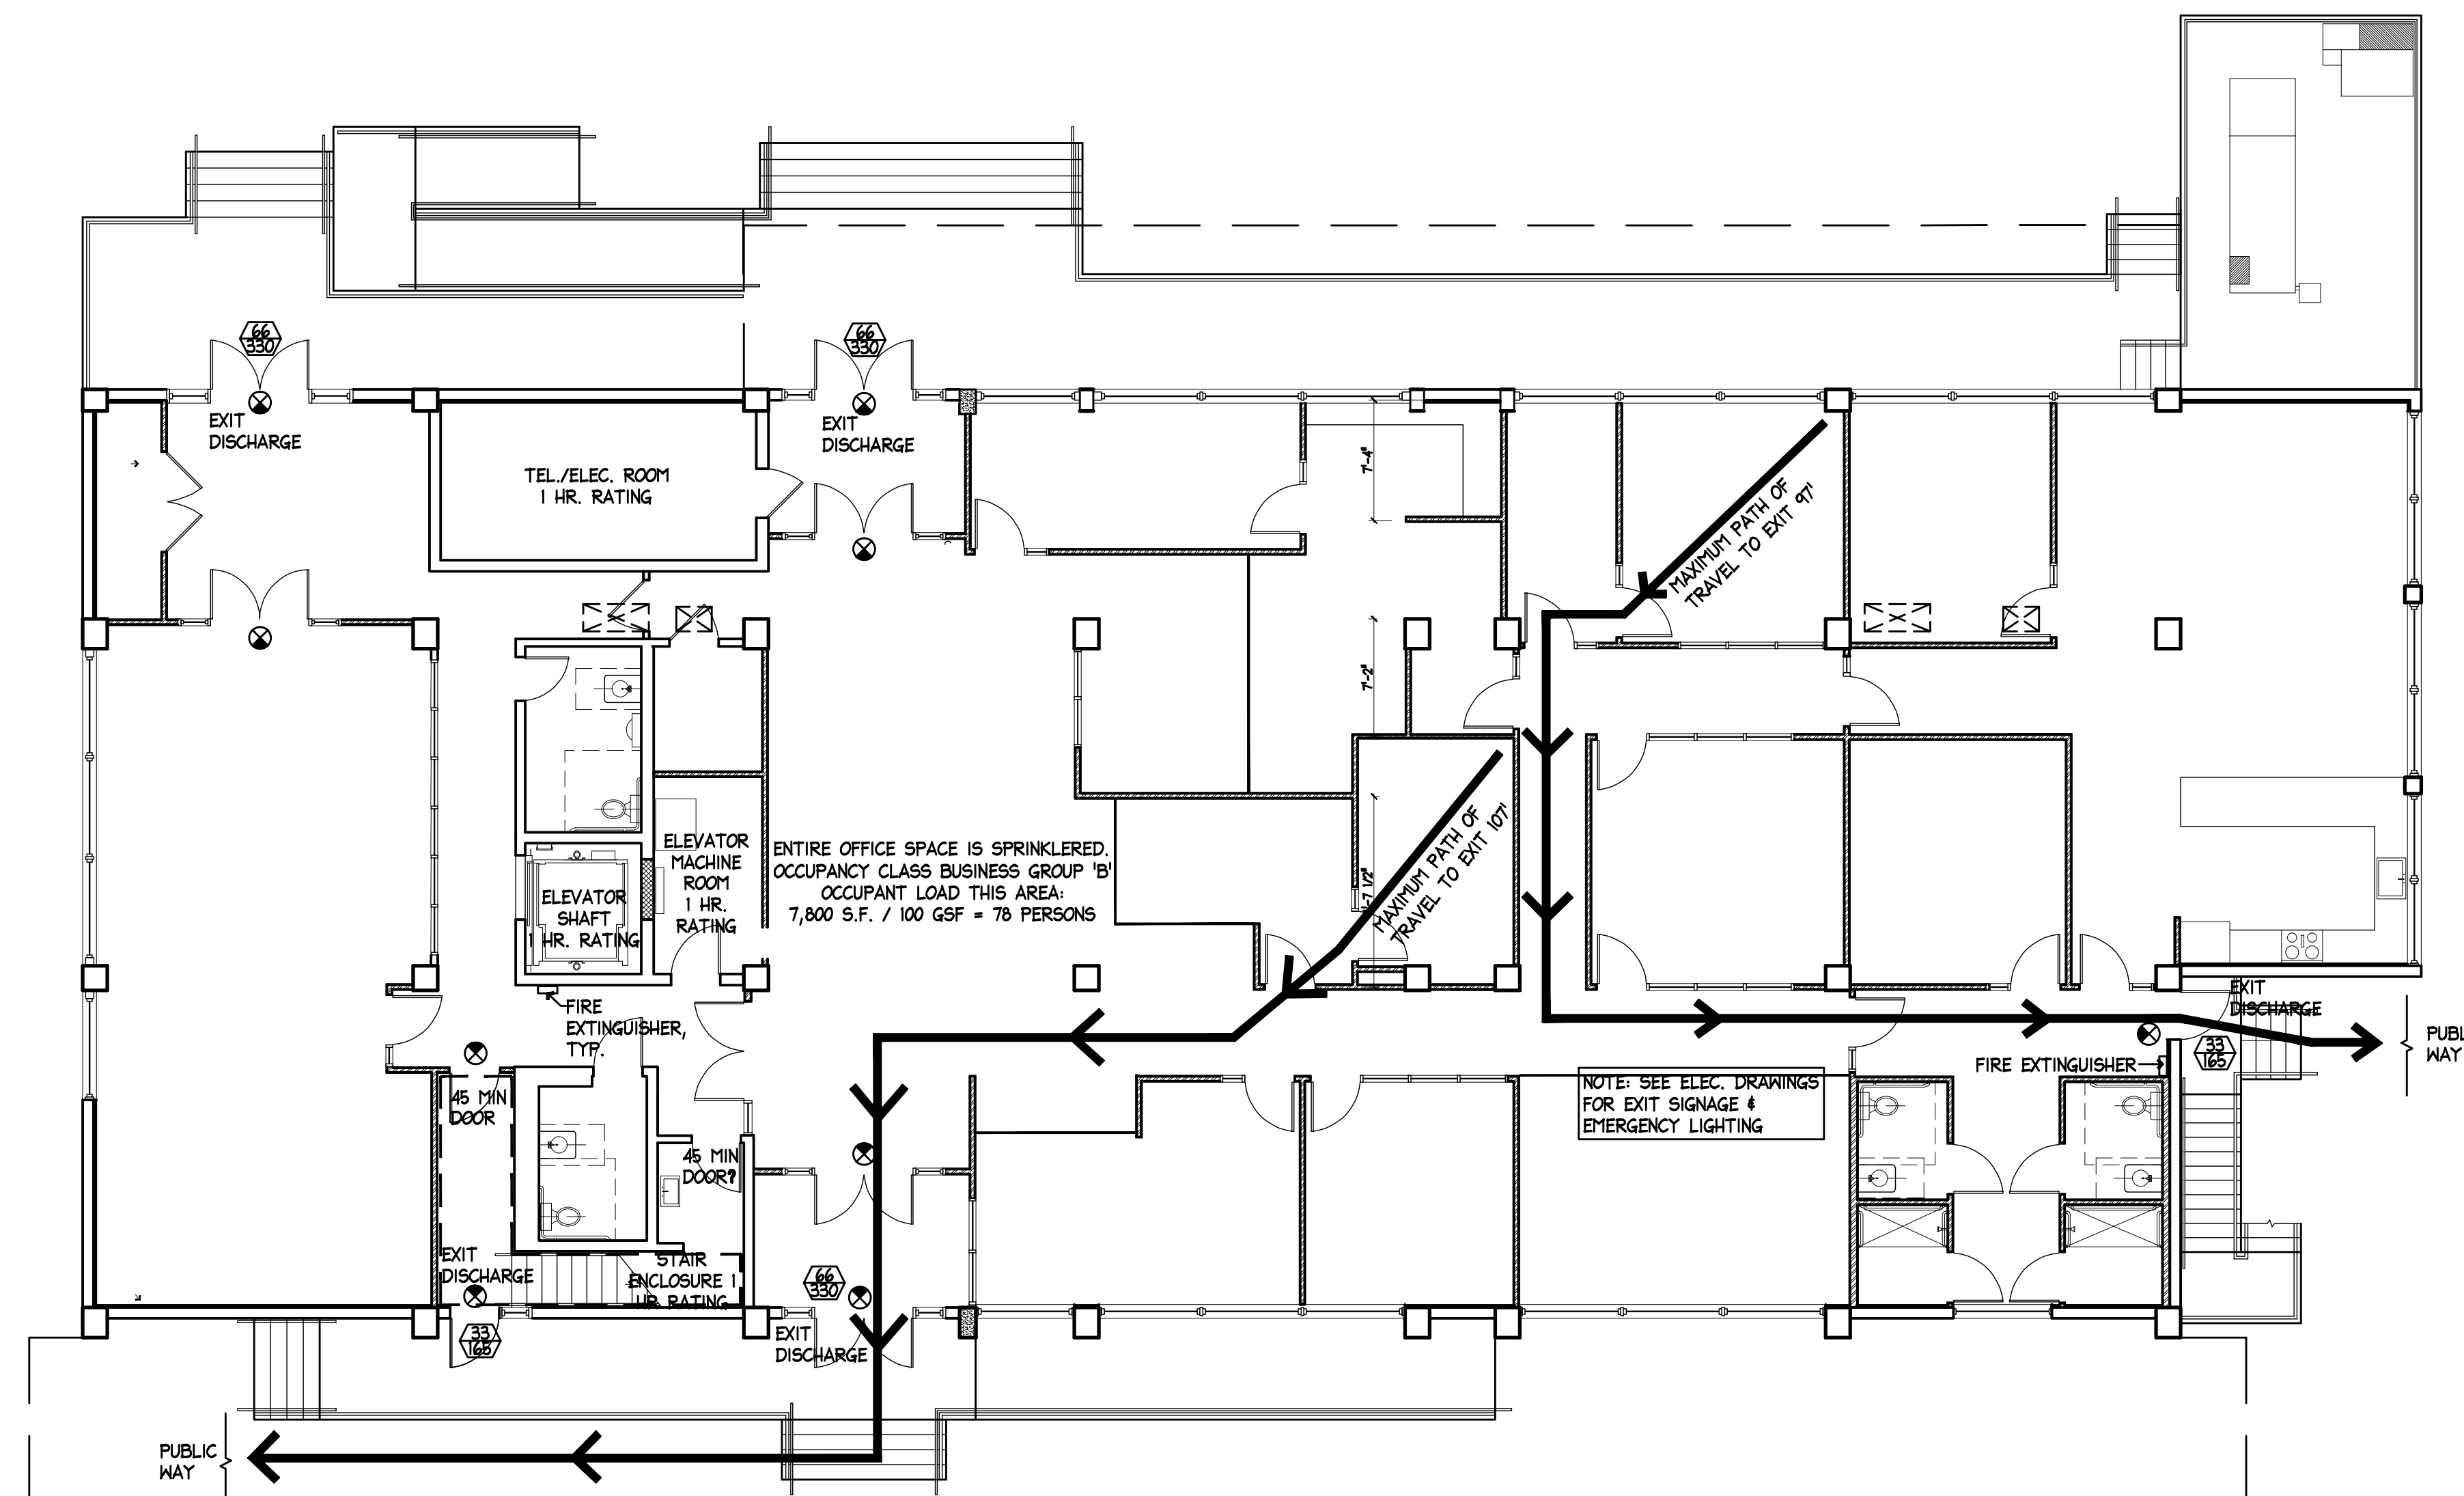 66
330
66
330
EXIT
DISCHARGE
EXIT
DISCHARGE
TEL./ELEC. ROOM
1 HR. RATING
7'-4"
MAXIMUM PATH OF
TRAVEL TO EXIT 97'
7'-2"
ELEVATOR
MACHINE
ROOM
1 HR.
RATING
ENTIRE OFFICE SPACE IS SPRINKLERED.
OCCUPANCY CLASS BUSINESS GROUP 'B'
OCCUPANT LOAD THIS AREA:
7,800 S.F. / 100 GSF = 78 PERSONS
MAXIMUM PATH OF
TRAVEL TO EXIT 107'
ELEVATOR
SHAFT
1 HR. RATING
FIRE
EXTINGUISHER,
TYP.
EXIT
DISCHARGE
33
165
WAY
FIRE EXTINGUISHER
45 MIN
DOOR
NOTE: SEE ELEC. DRAWINGS
FOR EXIT SIGNAGE &
EMERGENCY LIGHTING
45 MIN
DOOR?
EXIT
DISCHARGE
STAIR
ENCLOSURE 1
HR RATING
66
330
33
165
EXIT
DISCHARGE
PUBLIC
WAY